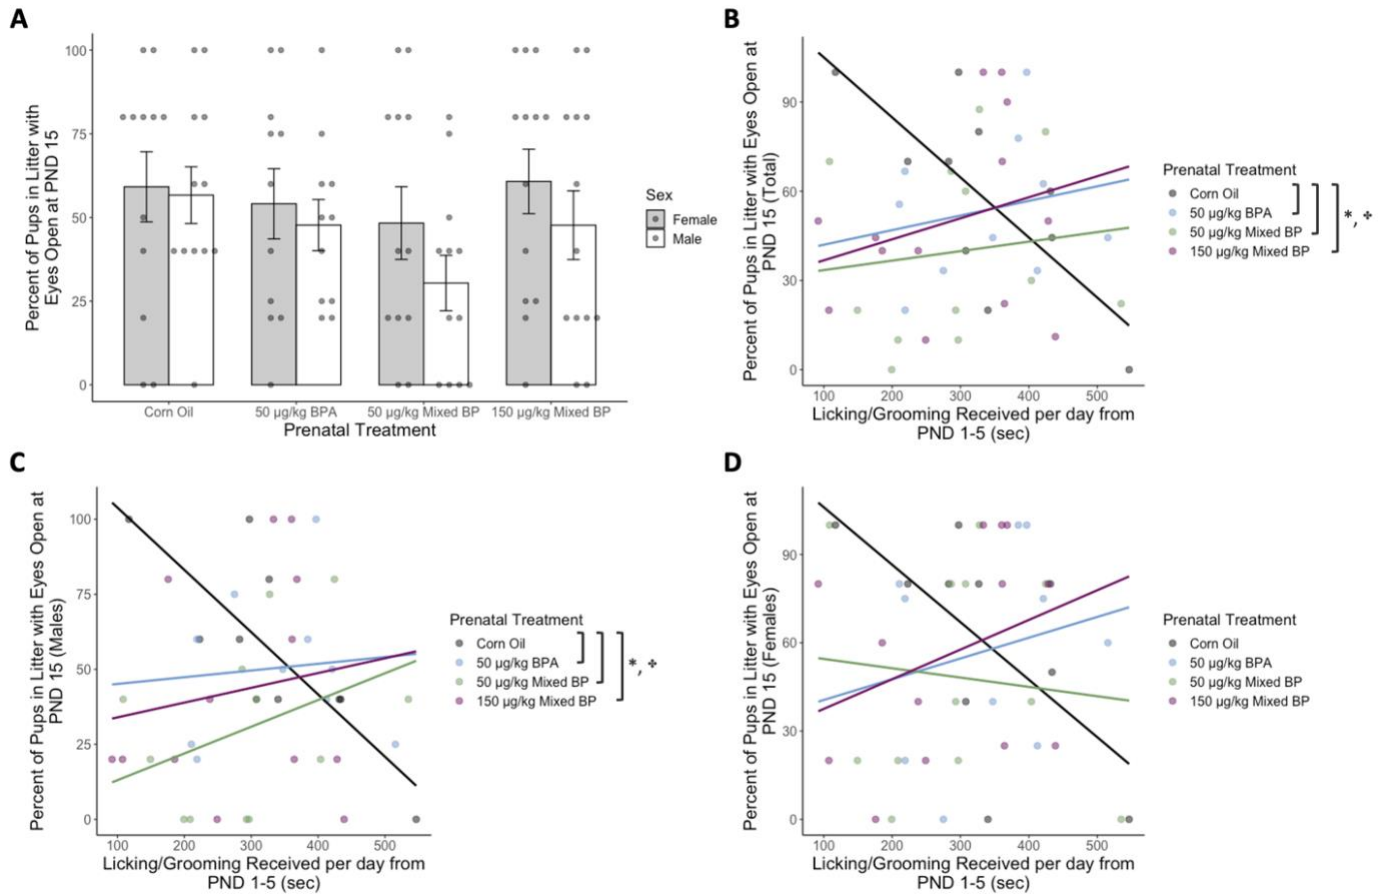 A
Percent of Pups in Litter with
Eyes Open at PND 15
100
75
50
25
0
Corn Oil
50 µg/kg BPA
50 µg/kg Mixed BP
150 µg/kg Mixed BP
Prenatal Treatment
Sex
Female
Male
B
Percent of Pups in Litter with Eyes Open at
PND 15 (Total)
90
60
30
0
100
200
300
400
500
Licking/Grooming Received per day from
PND 1-5 (sec)
Prenatal Treatment
Corn Oil
50 µg/kg BPA
50 µg/kg Mixed BP
150 µg/kg Mixed BP
*, ✣
C
Percent of Pups in Litter with Eyes Open at
PND 15 (Males)
100
75
50
25
0
100
200
300
400
500
Licking/Grooming Received per day from
PND 1-5 (sec)
Prenatal Treatment
Corn Oil
50 µg/kg BPA
50 µg/kg Mixed BP
150 µg/kg Mixed BP
*, ✣
D
Percent of Pups in Litter with Eyes Open at
PND 15 (Females)
90
60
30
0
100
200
300
400
500
Licking/Grooming Received per day from
PND 1-5 (sec)
Prenatal Treatment
Corn Oil
50 µg/kg BPA
50 µg/kg Mixed BP
150 µg/kg Mixed BP